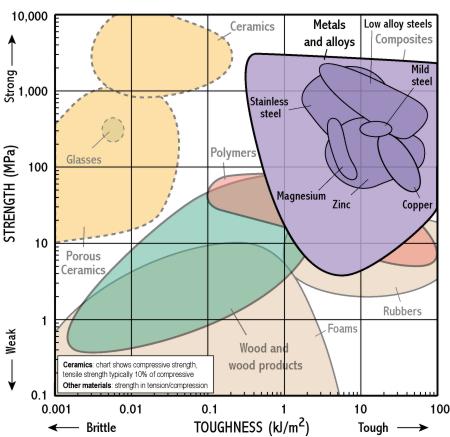 10,000
1,000
100
10
1
0.1
Strong
STRENGTH (MPa)
Weak
Ceramics
Metals
and alloys
Low alloy steels
Composites
Mild
steel
Stainless
steel
Glasses
Polymers
Magnesium
Zinc
Copper
Porous
Ceramics
Rubbers
Foams
Wood and
wood products
Ceramics: chart shows compressive strength,
tensile strength typically 10% of compressive
Other materials: strength in tension/compression
0.001
0.01
0.1
1
10
100
Brittle
TOUGHNESS (kJ/m²)
Tough